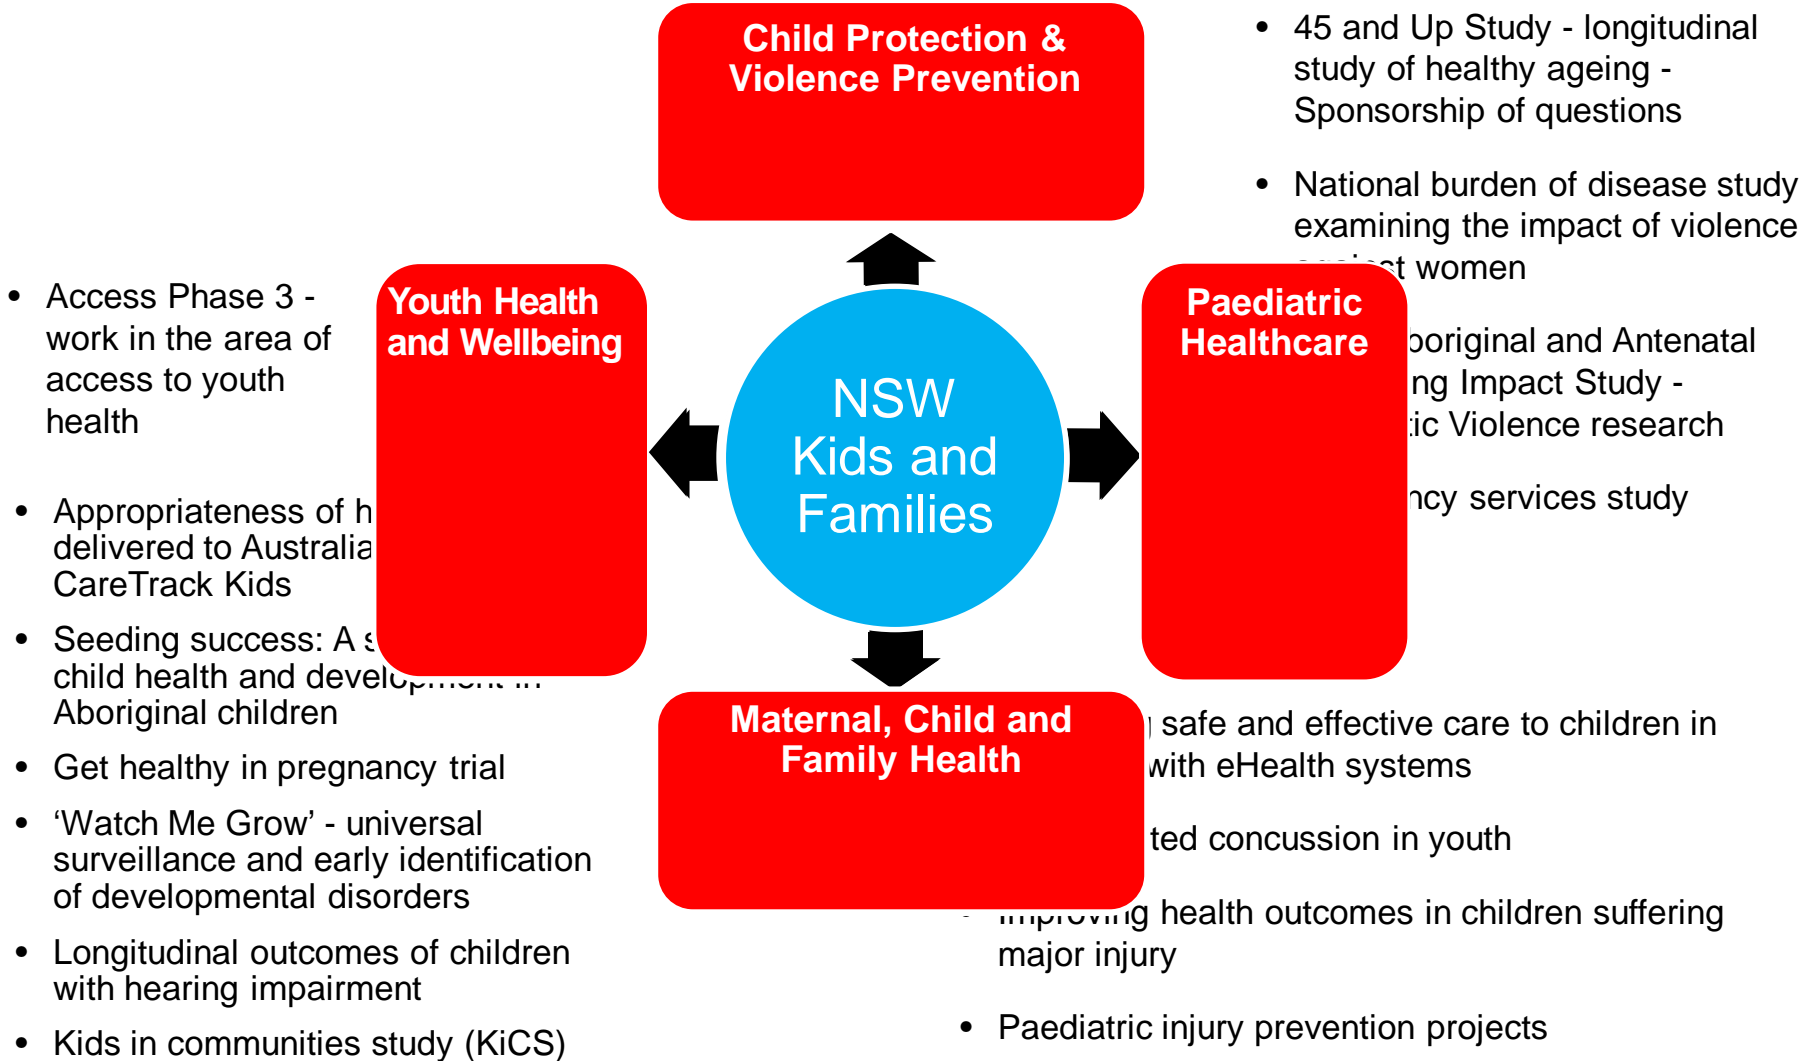 Child Protection &
Violence Prevention
• 45 and Up Study - longitudinal
study of healthy ageing -
Sponsorship of questions
• National burden of disease study
examining the impact of violence
women
and Antenatal
Impact Study -
Violence research
services study
• Access Phase 3 -
work in the area of
access to youth
health
Youth Health
and Wellbeing
NSW
Kids and
Families
Paediatric
Healthcare
• Appropriateness of
delivered to
CareTrack Kids
• Seeding success: A
child health and development in
Aboriginal children
• Get healthy in pregnancy trial
• ‘Watch Me Grow’ - universal
surveillance and early identification
of developmental disorders
• Longitudinal outcomes of children
with hearing impairment
• Kids in communities study (KiCS)
Maternal, Child and
Family Health
safe and effective care to children in
with eHealth systems
concussion in youth
• Improving health outcomes in children suffering
major injury
• Paediatric injury prevention projects